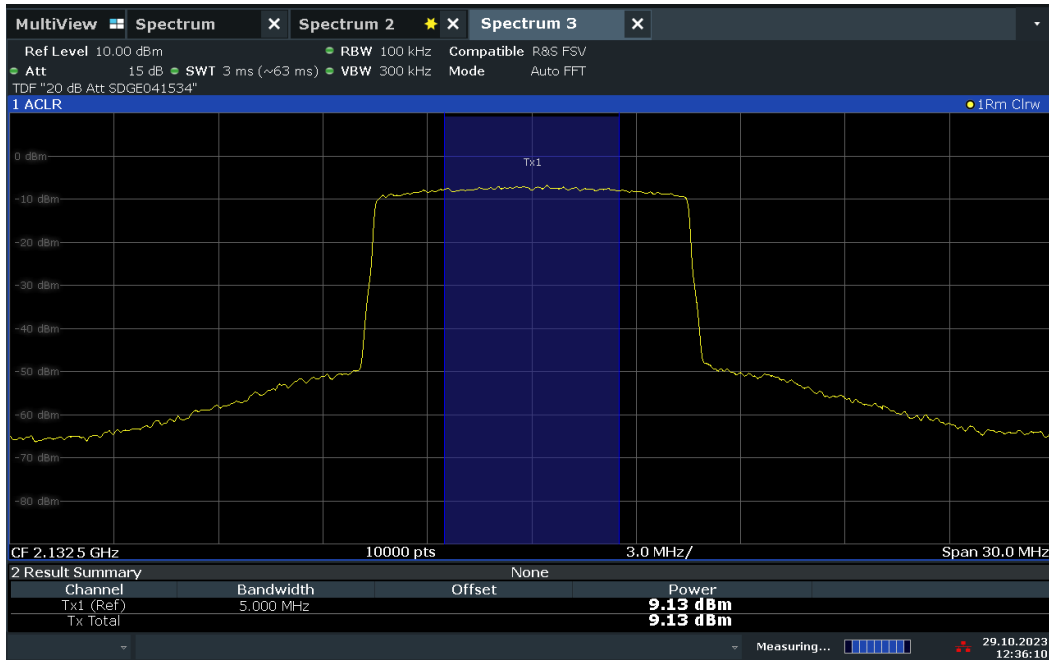 MultiView Spectrum X Spectrum 2 X Spectrum 3 X
Ref Level 10.00 dBm RBW 100 kHz Compatible R&S FSV
Att 15 dB SWT 3 ms (~63 ms) VBW 300 kHz Mode Auto FFT
TDF "20 dB Att SDGE041534"
1 ACLR 1Rm Clrw
0 dBm
Tx1
-10 dBm
-20 dBm
-30 dBm
-40 dBm
-50 dBm
-60 dBm
-70 dBm
-80 dBm
CF 2.1325 GHz 10000 pts 3.0 MHz/ Span 30.0 MHz
2 Result Summary None
Channel Bandwidth Offset Power
Tx1 (Ref) 5.000 MHz 9.13 dBm
Tx Total 9.13 dBm
Measuring... 29.10.2023
12:36:10